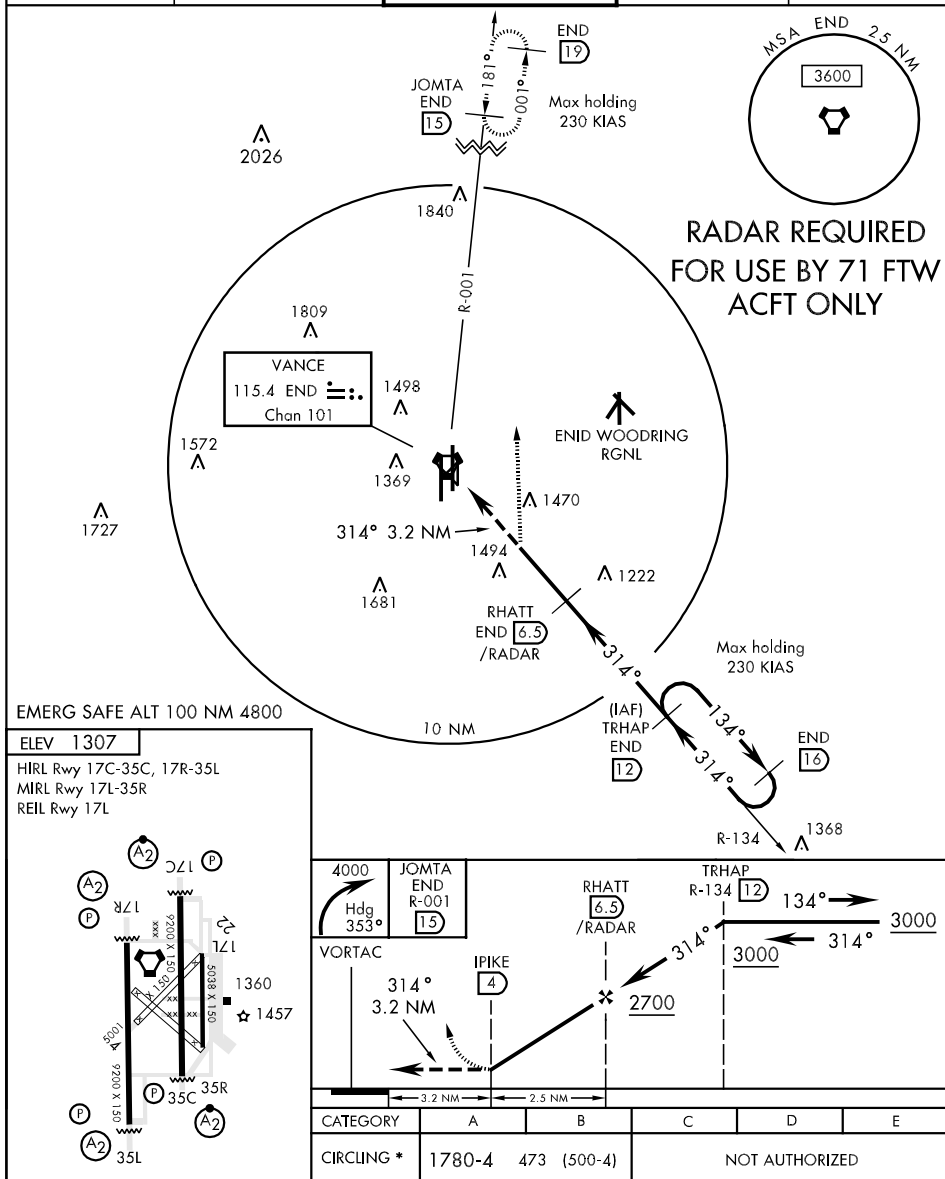 END
19
JOMTA
END
15
181°
001°
Max holding
230 KIAS
MSA END 25 NM
3600
2026
1840
RADAR REQUIRED
FOR USE BY 71 FTW
ACFT ONLY
R-001
1809
VANCE
115.4 END
Chan 101
1498
ENID WOODRING
RGNL
1572
1369
1470
1727
314° 3.2 NM
1494
1222
1681
RHATT
END 6.5
/RADAR
314°
Max holding
230 KIAS
(IAF)
TRHAP
END
12
134°
314°
END
16
10 NM
R-134
1368
EMERG SAFE ALT 100 NM 4800
ELEV 1307
HIRL Rwy 17C-35C, 17R-35L
MIRL Rwy 17L-35R
REIL Rwy 17L
A2
17C
P
A2
P
17R
22
17L
9200 X 150
5038 X 150
X 150
5001
4
9200 X 150
1360
1457
P
35C
35R
P
A2
A2
35L
4000
Hdg
353°
JOMTA
END
R-001
15
VORTAC
314°
3.2 NM
IPIKE
4
RHATT
6.5
/RADAR
2700
314°
TRHAP
R-134 12
134°
314°
3000
3000
3.2 NM
2.5 NM
CATEGORY A B C D E
CIRCLING * 1780-4 473 (500-4) NOT AUTHORIZED